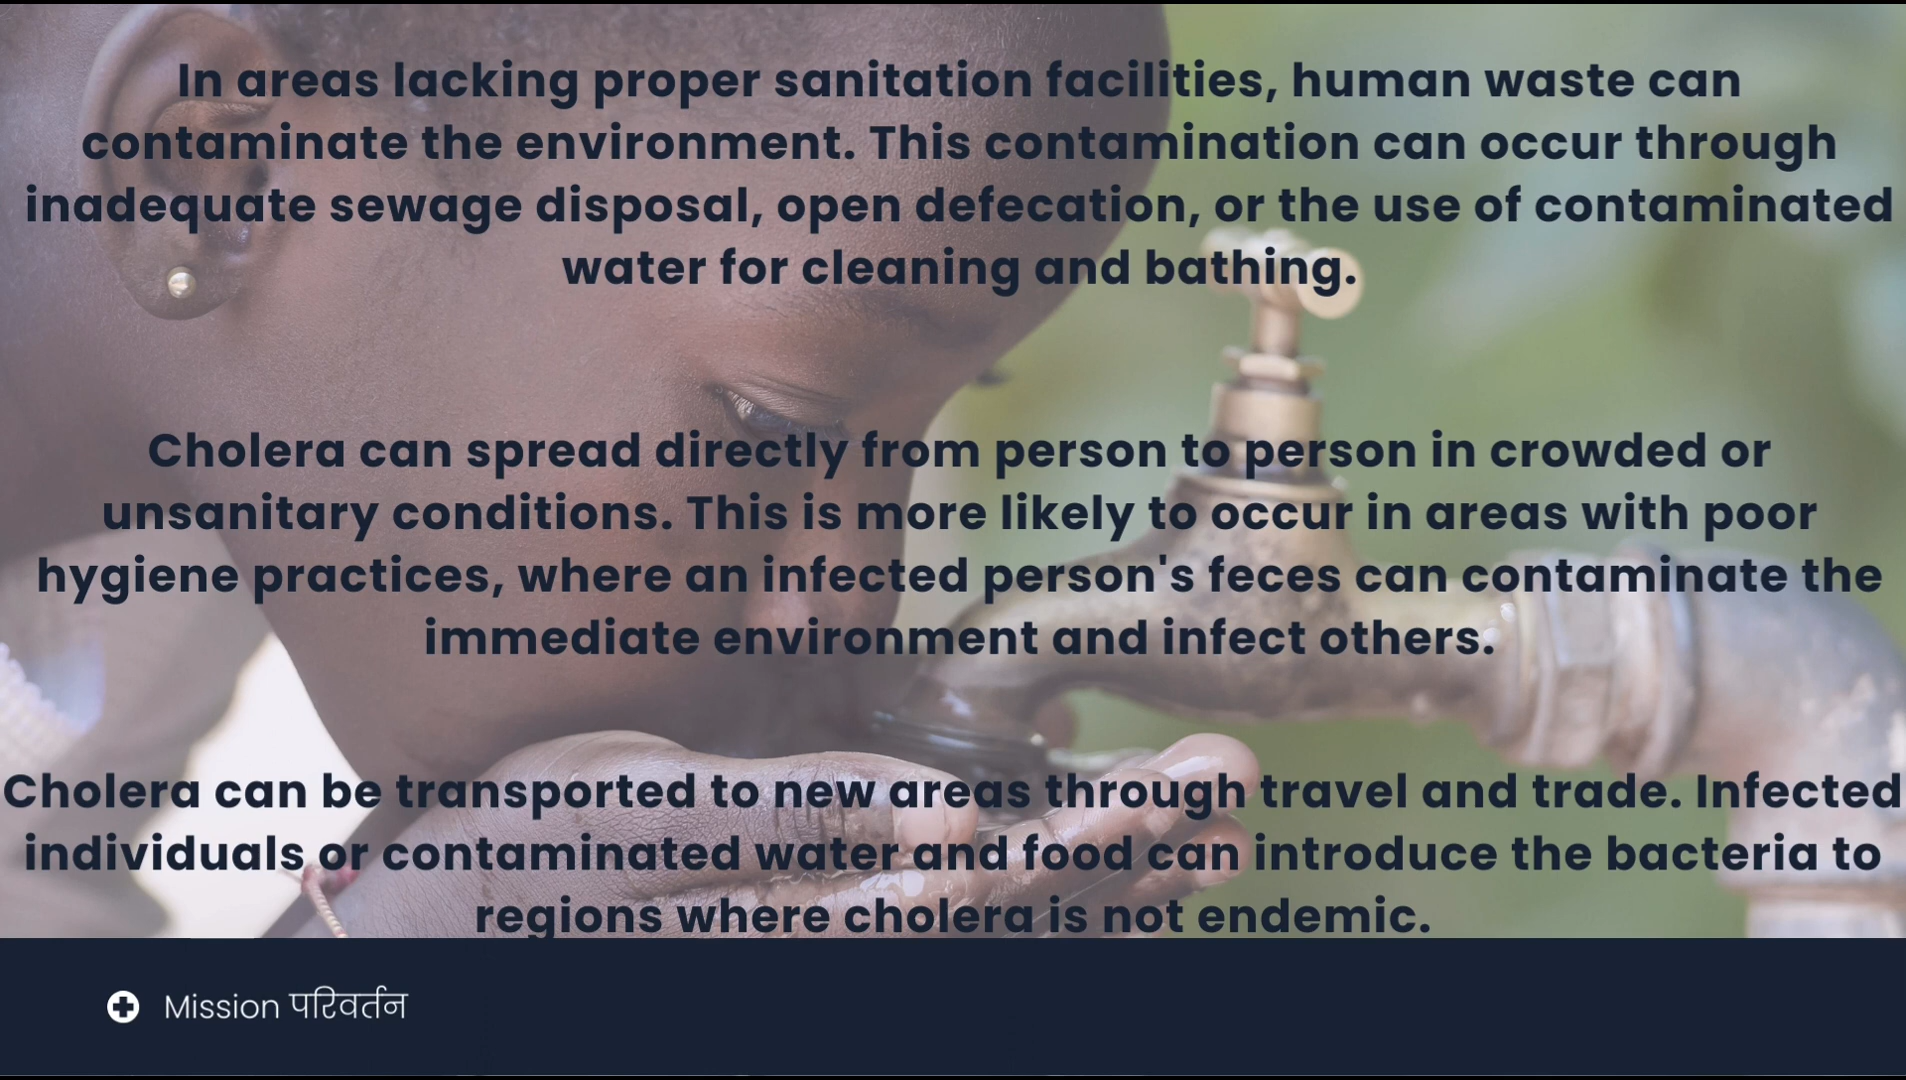 In areas lacking proper sanitation facilities, human waste can
contaminate the environment. This contamination can occur through
inadequate sewage disposal, open defecation, or the use of contaminated
water for cleaning and bathing.
Cholera can spread directly from person to person in crowded or
unsanitary conditions. This is more likely to occur in areas with poor
hygiene practices, where an infected person's feces can contaminate the
immediate environment and infect others.
Cholera can be transported to new areas through travel and trade. Infected
individuals or contaminated water and food can introduce the bacteria to
regions where cholera is not endemic.
Mission परिवर्तन